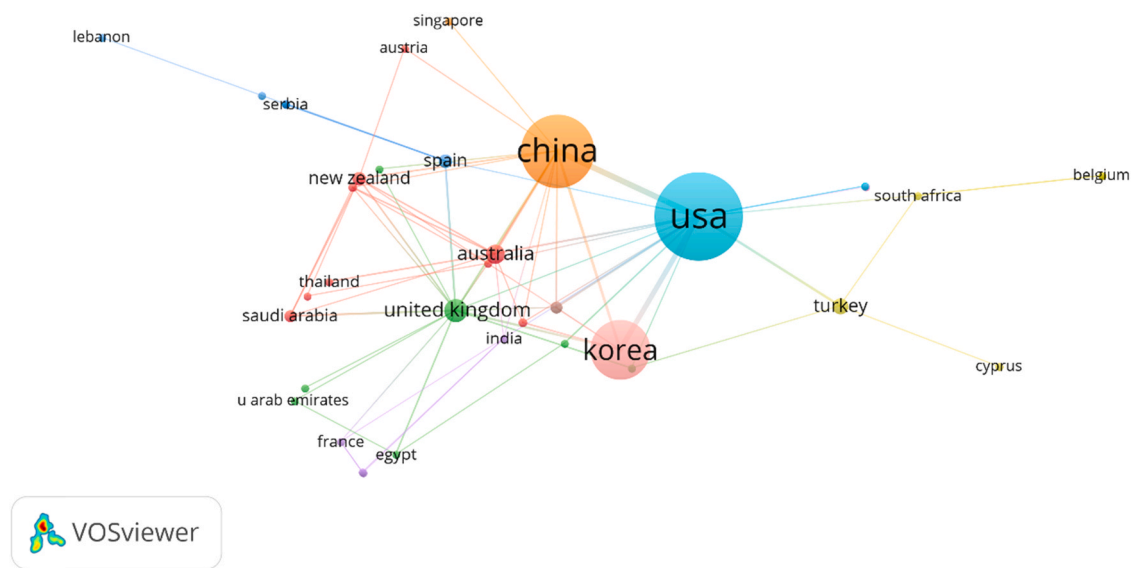 singapore
lebanon
austria
serbia
china
spain
new zealand
belgium
south africa
usa
australia
thailand
united kingdom
saudi arabia
turkey
india
korea
cyprus
u arab emirates
france
egypt
VOSviewer